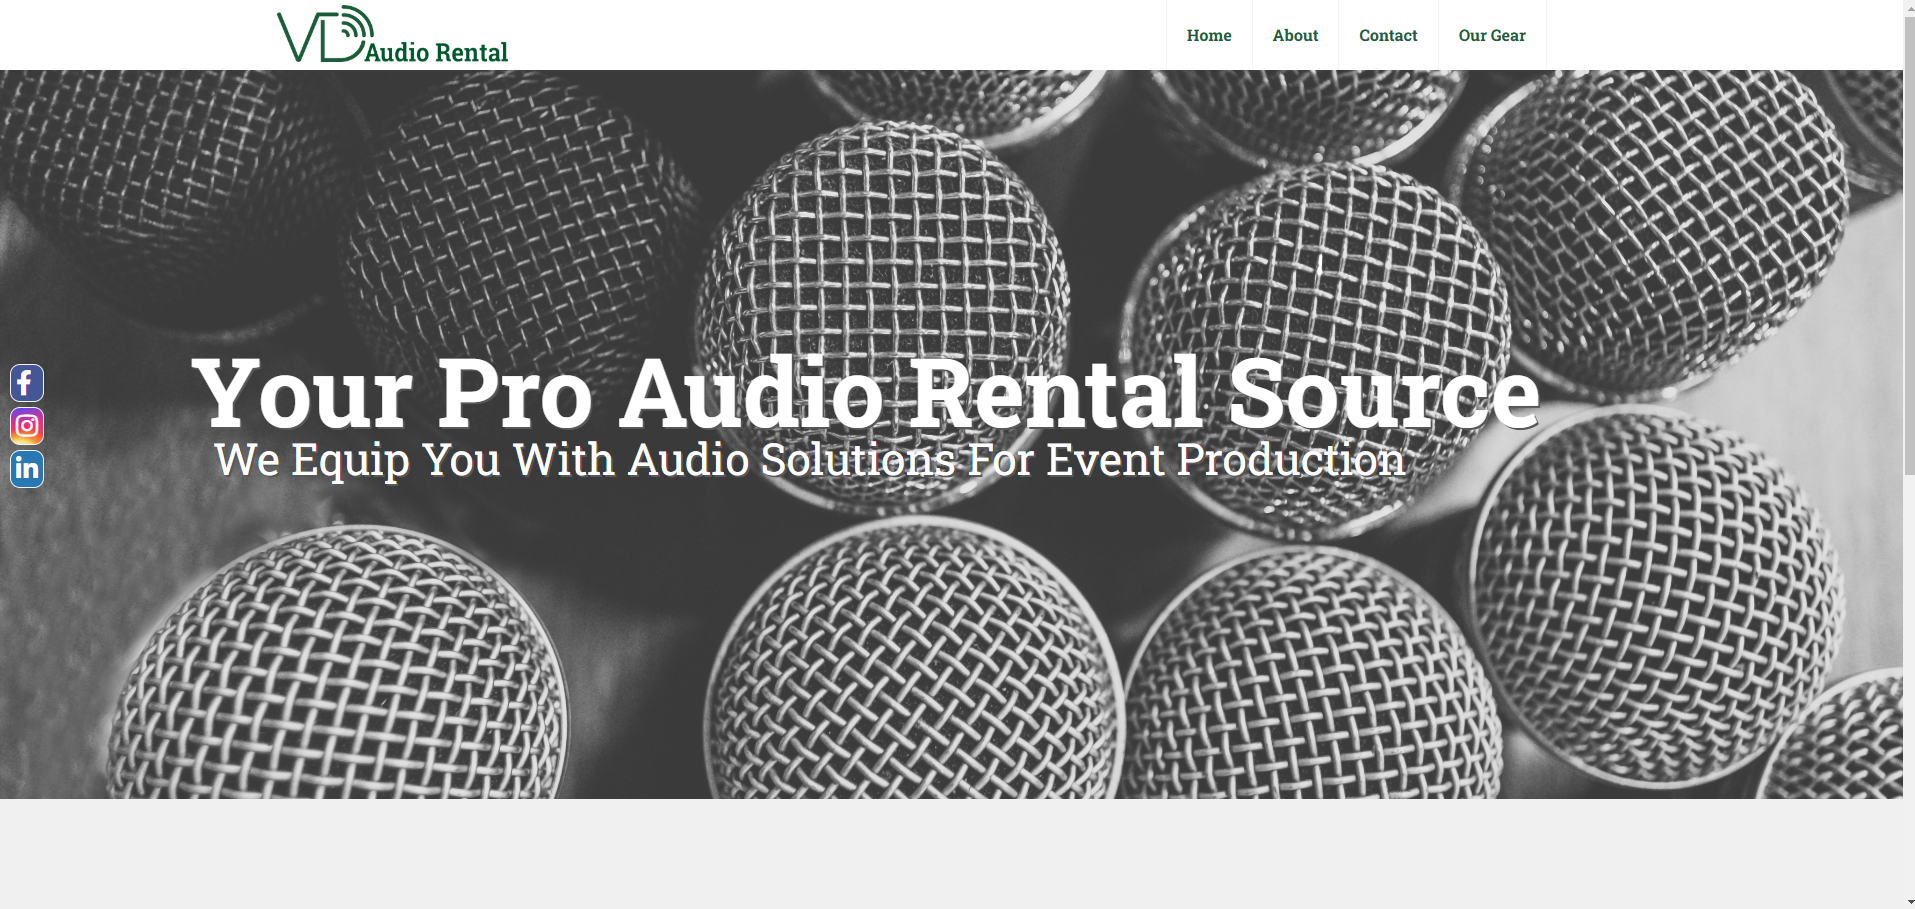 VD Audio Rental
Home About Contact Our Gear
Your Pro Audio Rental Source
We Equip You With Audio Solutions For Event Production
f
in